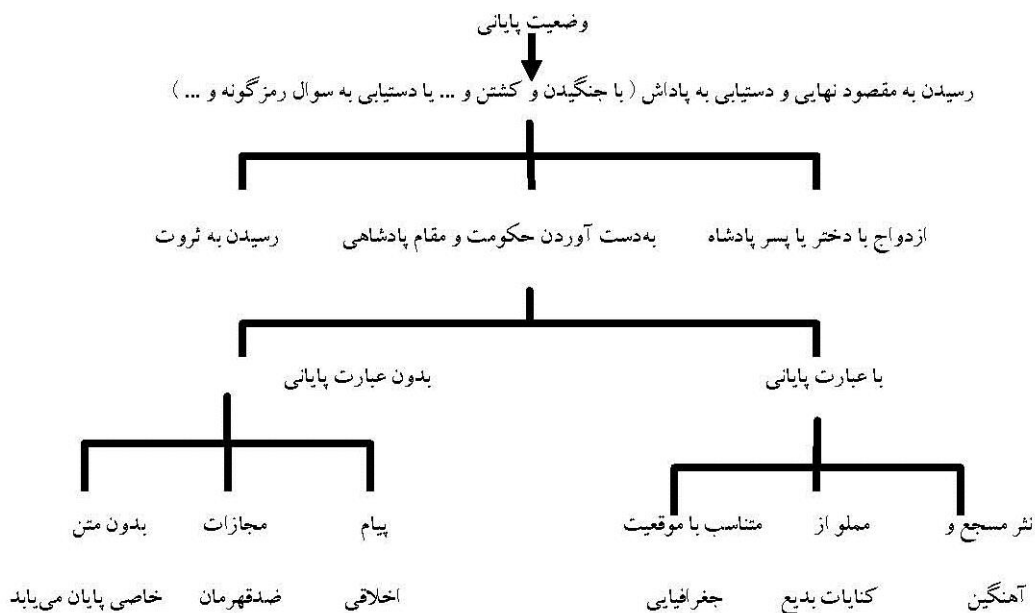 وضعیت پایانی
رسیدن به مقصود نهایی و دستیابی به پاداش ( با جنگیدن و کشتن و ... یا دستیابی به سوال رمزگونه و ... )
ازدواج با دختر یا پسر پادشاه
به‌دست آوردن حکومت و مقام پادشاهی
رسیدن به ثروت
با عبارت پایانی
بدون عبارت پایانی
نثر مسجع و
آهنگین
مملو از
کنایات بدیع
متناسب با موقعیت
جغرافیایی
پیام
اخلاقی
مجازات
ضدقهرمان
بدون متن
خاصی پایان می‌یابد